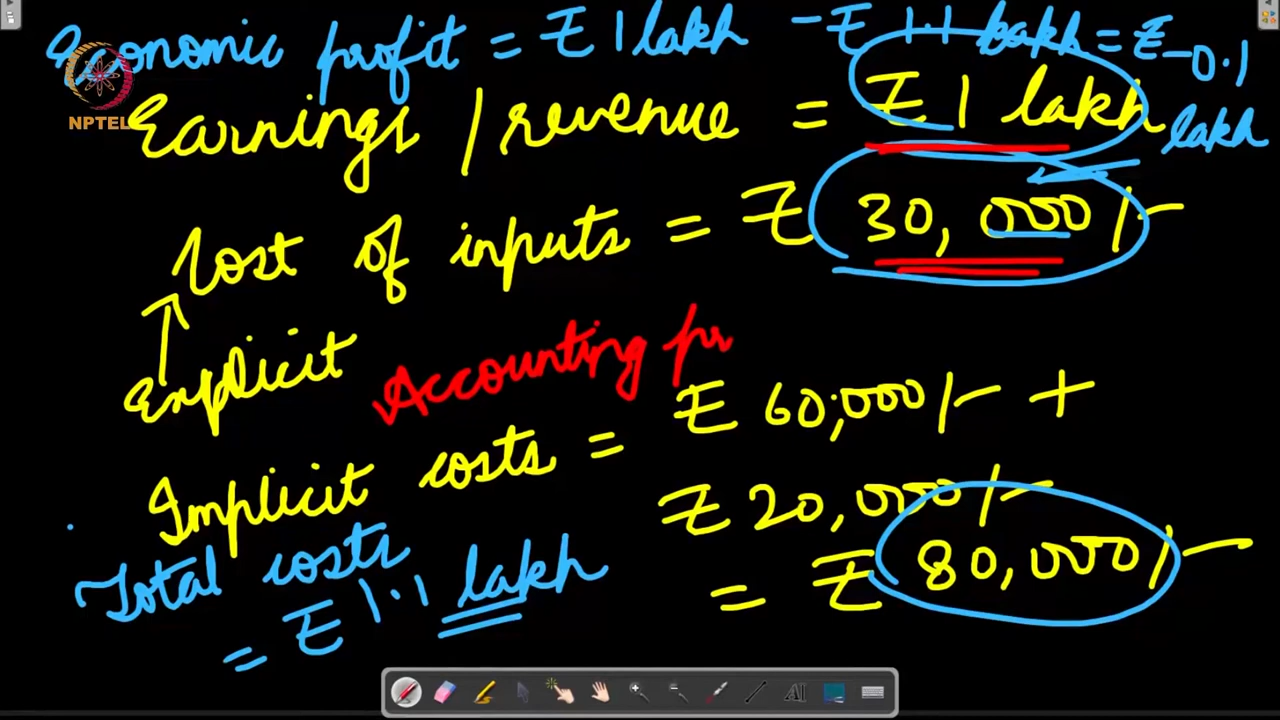 Economic profit = ₹ 1 lakh - ₹ 1.1 lakh = ₹ -0.1 lakh
NPTEL
Earnings / revenue = ₹ 1 lakh
Cost of inputs = ₹ 30,000/-
Explicit
Accounting pr
Implicit costs = ₹ 60,000/- +
₹ 20,000/-
= ₹ 80,000/-
Total costs
= ₹ 1.1 lakh
AI